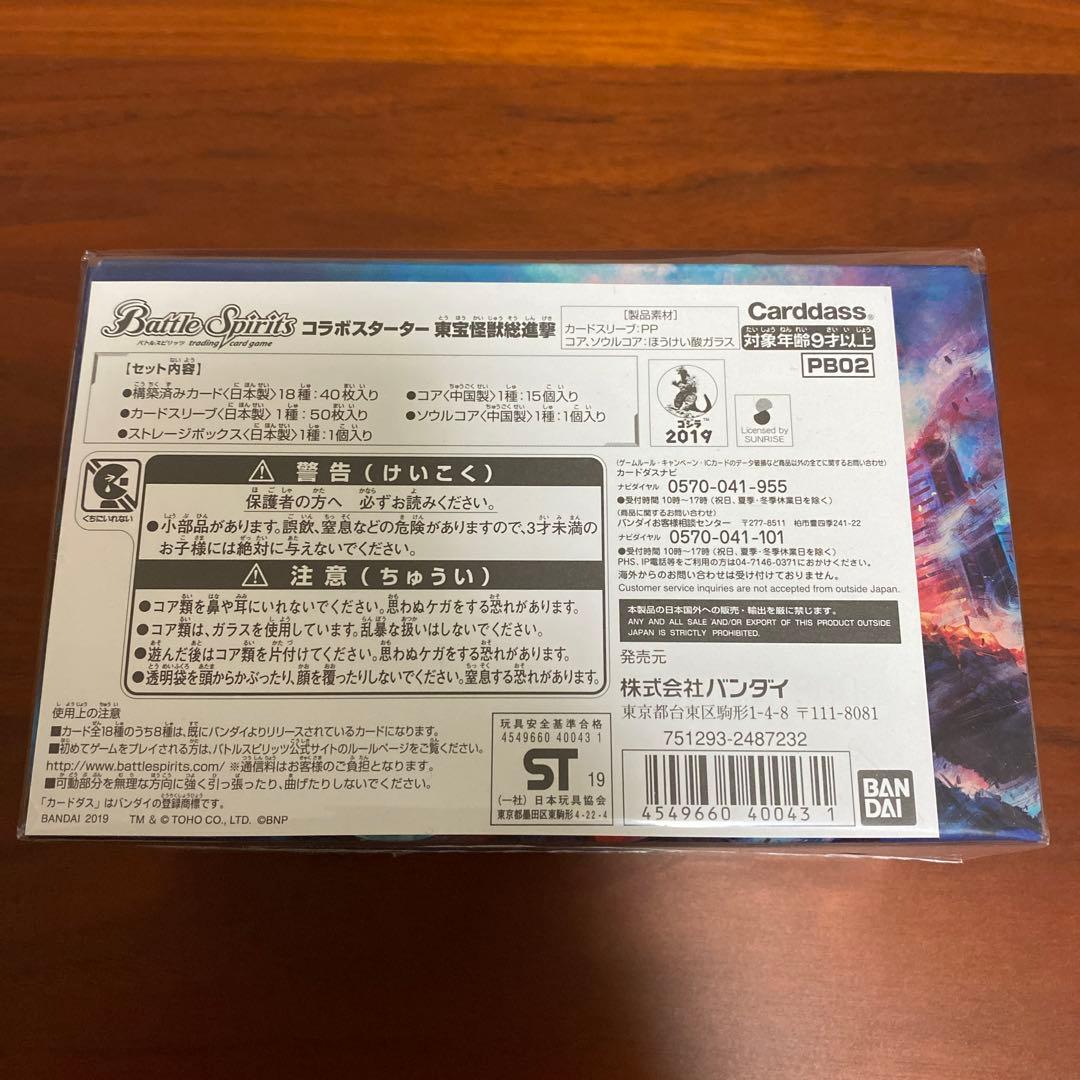 Battle Spirits コラボスターター 東宝怪獣総進撃
バトルスピリッツ trading card game
【セット内容】
●構築済みカード〈日本製〉18種:40枚入り
●カードスリーブ〈日本製〉1種:50枚入り
●ストレージボックス〈日本製〉1種:1個入り
●コア〈中国製〉1種:15個入り
●ソウルコア〈中国製〉1種:1個入り
[製品素材]
カードスリーブ:PP
コア、ソウルコア:ほうけい酸ガラス
Carddass®
対象年齢9才以上
PB02
ゴジラ™
2019
Licensed by
SUNRISE
くちにいれない
⚠ 警告(けいこく)
保護者の方へ 必ずお読みください。
●小部品があります。誤飲、窒息などの危険がありますので、3才未満の
お子様には絶対に与えないでください。
⚠ 注意(ちゅうい)
●コア類を鼻や耳にいれないでください。思わぬケガをする恐れがあります。
●コア類は、ガラスを使用しています。乱暴な扱いはしないでください。
●遊んだ後はコア類を片付けてください。思わぬケガをする恐れがあります。
●透明袋を頭からかぶったり、顔を覆ったりしないでください。窒息する恐れがあります。
使用上の注意
■カード全18種のうち8種は、既にバンダイよりリリースされているカードになります。
■初めてゲームをプレイされる方は、バトルスピリッツ公式サイトのルールページをご覧ください。
http://www.battlespirits.com/ ※通信料はお客様のご負担となります。
■可動部分を無理な方向に強く引っ張ったり、曲げたりしないでください。
「カードダス」はバンダイの登録商標です。
BANDAI 2019 TM & © TOHO CO., LTD. ©BNP
玩具安全基準合格
4549660 40043 1
ST 19
(一社)日本玩具協会
東京都墨田区東駒形4-22-4
(ゲームルール・キャンペーン・ICカードのデータ破損など商品以外の全てに関するお問い合わせ)
カードダスナビ
ナビダイヤル 0570-041-955
●受付時間 10時〜17時(祝日、夏季・冬季休業日を除く)
(商品に関するお問い合わせ)
バンダイお客様相談センター 〒277-8511 柏市豊四季241-22
ナビダイヤル 0570-041-101
●受付時間 10時〜17時(祝日、夏季・冬季休業日を除く)
PHS、IP電話等をご利用の方は04-7146-0371におかけください。
海外からのお問い合わせは受け付けておりません。
Customer service inquiries are not accepted from outside Japan.
本製品の日本国外への販売・輸出を厳に禁じます。
ANY AND ALL SALE AND/OR EXPORT OF THIS PRODUCT OUTSIDE
JAPAN IS STRICTLY PROHIBITED.
発売元
株式会社バンダイ
東京都台東区駒形1-4-8 〒111-8081
751293-2487232
4549660 40043 1
BAN
DAI